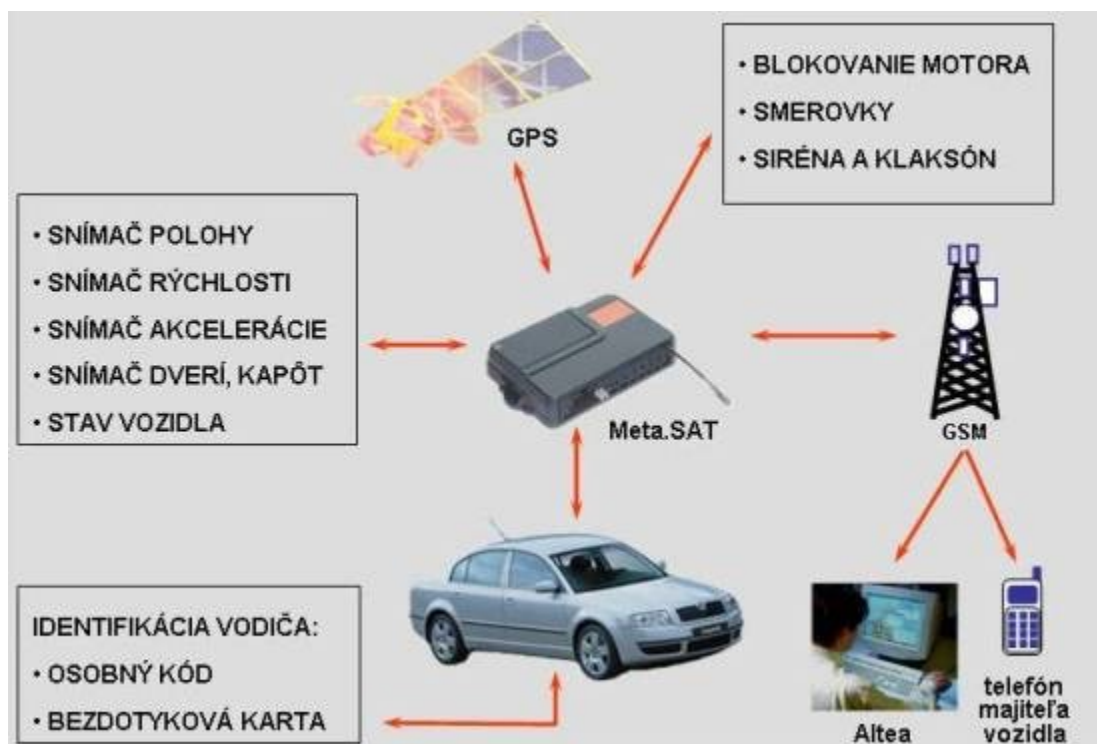 GPS
• BLOKOVANIE MOTORA
• SMEROVKY
• SIRÉNA A KLAKSÓN
• SNÍMAČ POLOHY
• SNÍMAČ RÝCHLOSTI
• SNÍMAČ AKCELERÁCIE
• SNÍMAČ DVERÍ, KAPÔT
• STAV VOZIDLA
Meta.SAT
GSM
IDENTIFIKÁCIA VODIČA:
• OSOBNÝ KÓD
• BEZDOTYKOVÁ KARTA
Altea
telefón
majiteľa
vozidla